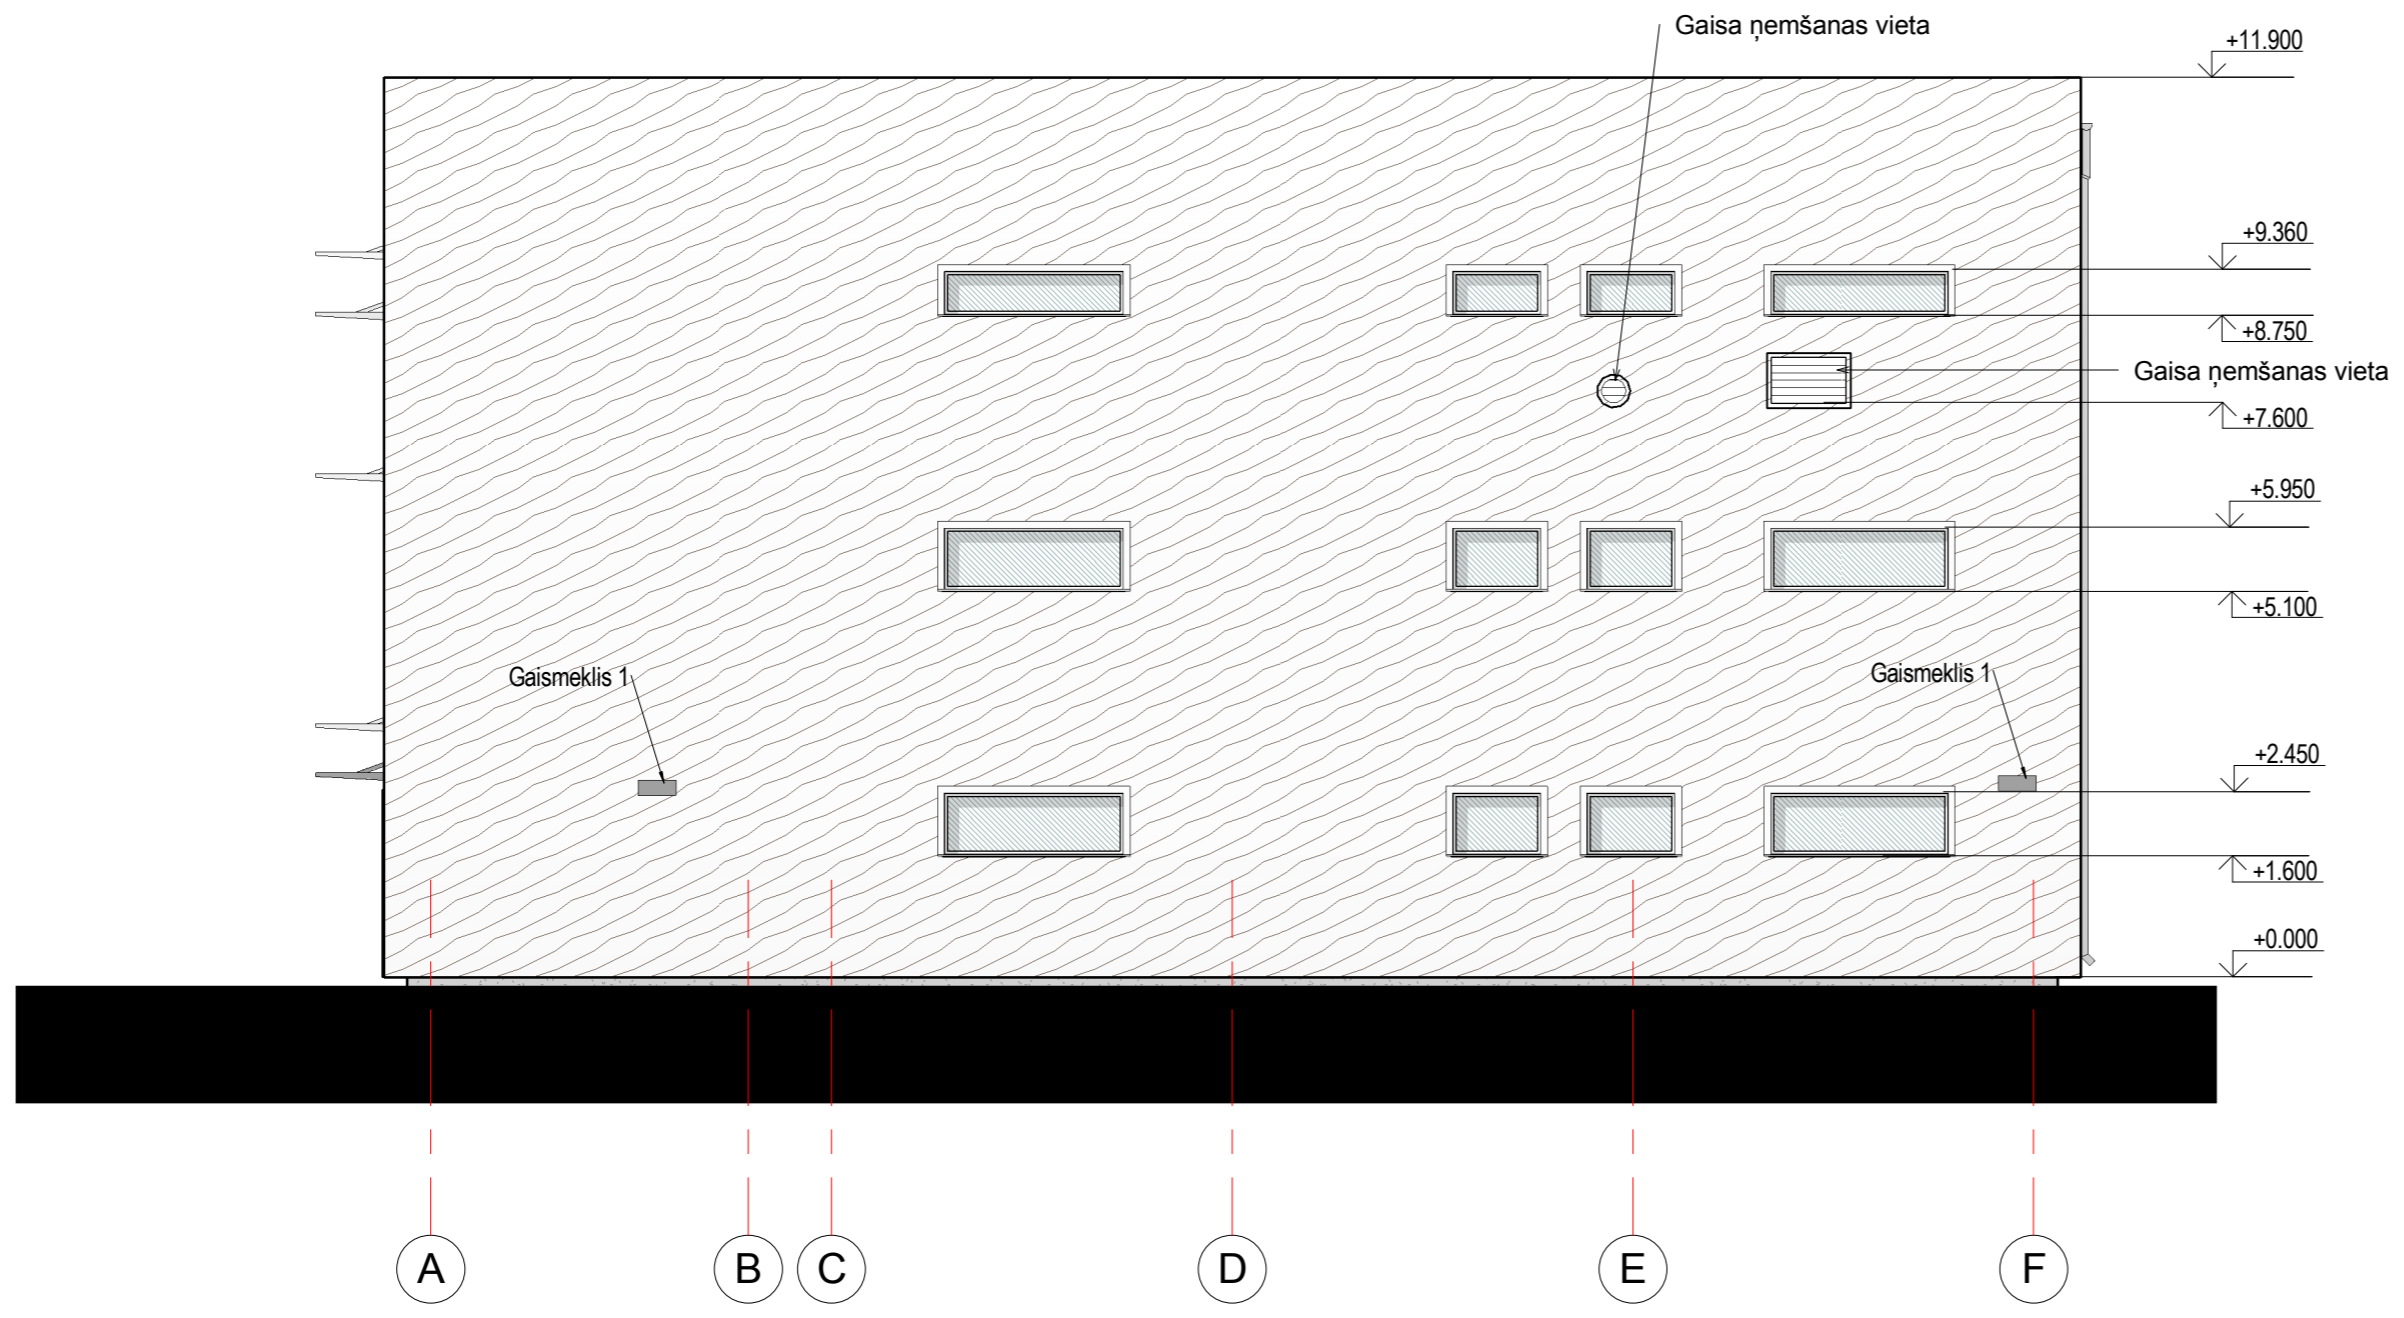 Gaisa ņemšanas vieta
+11.900
+9.360
+8.750
Gaisa ņemšanas vieta
+7.600
+5.950
+5.100
Gaismeklis 1
Gaismeklis 1
+2.450
+1.600
+0.000
A
B
C
D
E
F